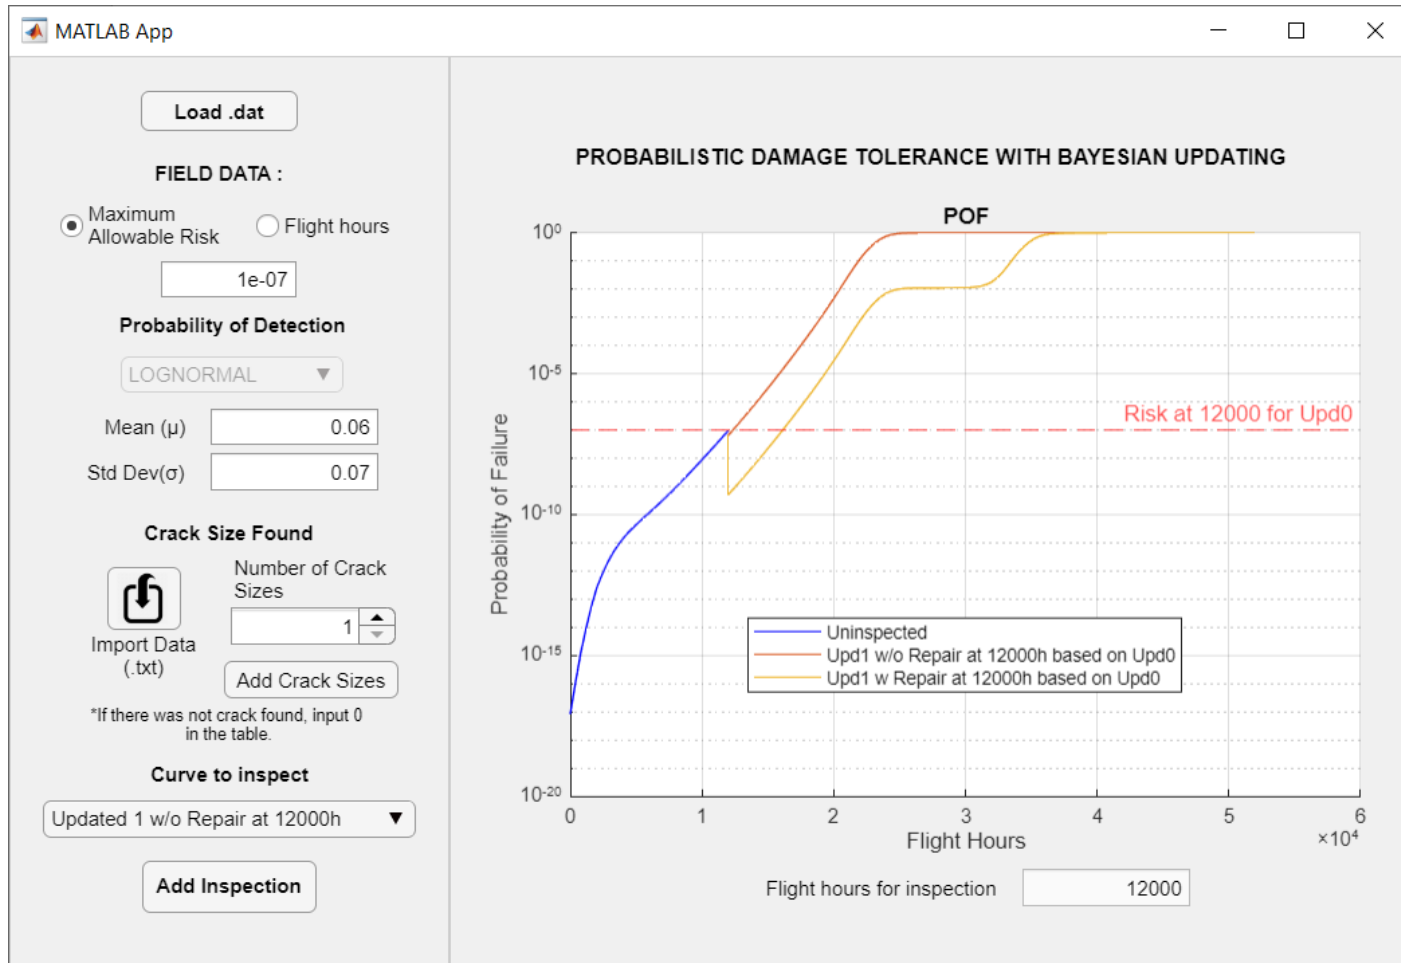 MATLAB App
Load .dat
FIELD DATA :
Maximum
Allowable Risk
Flight hours
1e-07
Probability of Detection
LOGNORMAL
Mean (µ)
0.06
Std Dev(σ)
0.07
Crack Size Found
Number of Crack
Sizes
1
Import Data
(.txt)
Add Crack Sizes
*If there was not crack found, input 0
in the table.
Curve to inspect
Updated 1 w/o Repair at 12000h
Add Inspection
PROBABILISTIC DAMAGE TOLERANCE WITH BAYESIAN UPDATING
POF
10⁰
10⁻⁵
10⁻¹⁰
10⁻¹⁵
10⁻²⁰
Probability of Failure
Risk at 12000 for Upd0
Uninspected
Upd1 w/o Repair at 12000h based on Upd0
Upd1 w Repair at 12000h based on Upd0
0 1 2 3 4 5 6
Flight Hours
×10⁴
Flight hours for inspection
12000